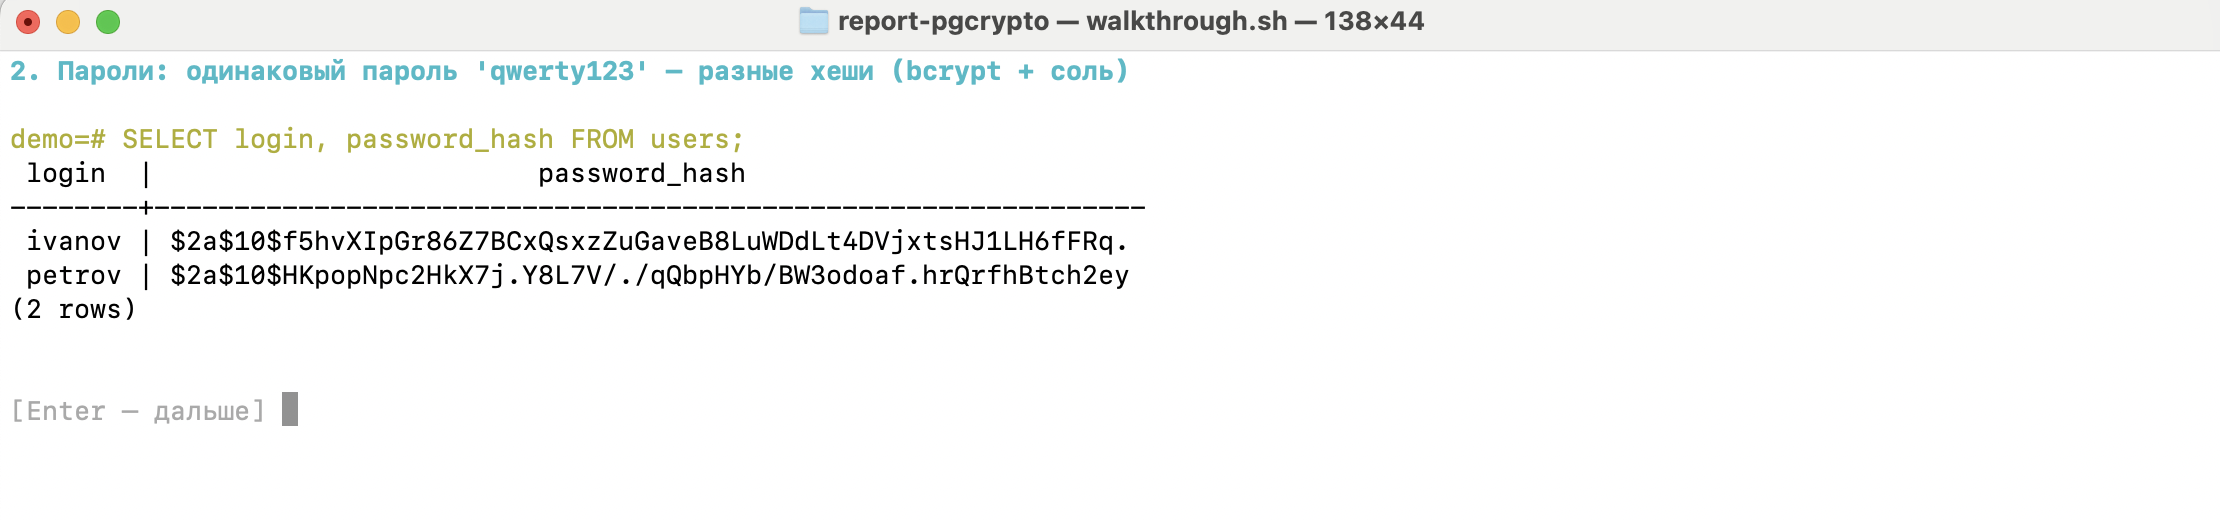 report-pgcrypto — walkthrough.sh — 138×44
2. Пароли: одинаковый пароль 'qwerty123' — разные хеши (bcrypt + соль)
demo=# SELECT login, password_hash FROM users;
 login  |                        password_hash
--------+--------------------------------------------------------------
 ivanov | $2a$10$f5hvXIpGr86Z7BCxQsxzZuGaveB8LuWDdLt4DVjxtsHJ1LH6fFRq.
 petrov | $2a$10$HKpopNpc2HkX7j.Y8L7V/./qQbpHYb/BW3odoaf.hrQrfhBtch2ey
(2 rows)
[Enter — дальше]